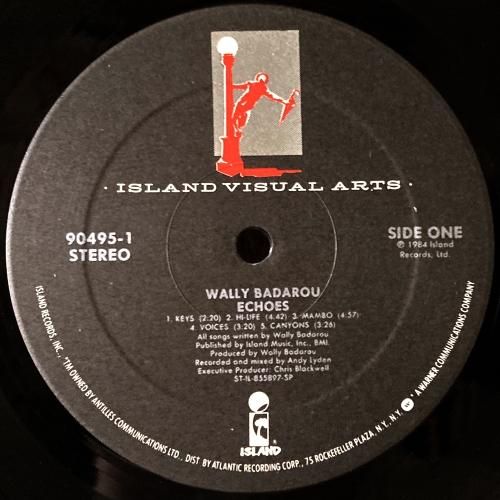 · ISLAND VISUAL ARTS ·
90495-1
STEREO
SIDE ONE
℗ 1984 Island
Records, Ltd.
WALLY BADAROU
ECHOES
1. KEYS (2:20) 2. HI-LIFE (4:42) 3. MAMBO (4:57)
4. VOICES (3:20) 5. CANYONS (3:26)
All songs written by Wally Badarou
Published by Island Music, Inc., BMI.
Produced by Wally Badarou
Recorded and mixed by Andy Lyden
Executive Producer: Chris Blackwell
ST-IL-855897-SP
ISLAND
ISLAND RECORDS, INC., ™ OWNED BY ANTILLES COMMUNICATIONS LTD., DIST BY ATLANTIC RECORDING CORP., 75 ROCKEFELLER PLAZA, N.Y., N.Y. A WARNER COMMUNICATIONS COMPANY